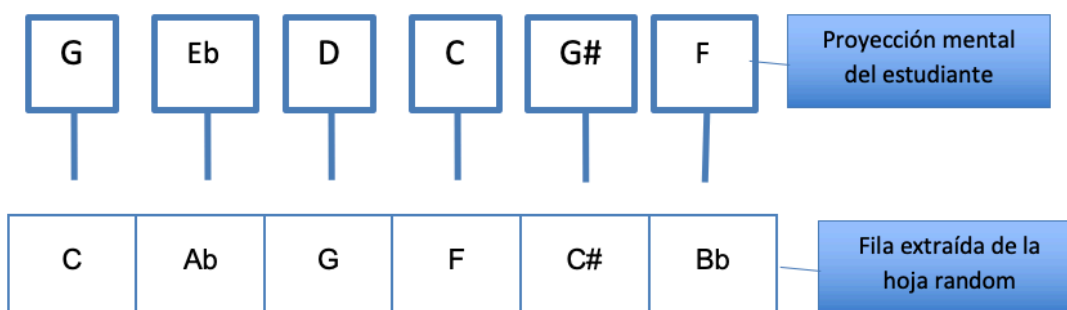 G Eb D C G# F
Proyección mental
del estudiante
C Ab G F C# Bb
Fila extraída de la
hoja random